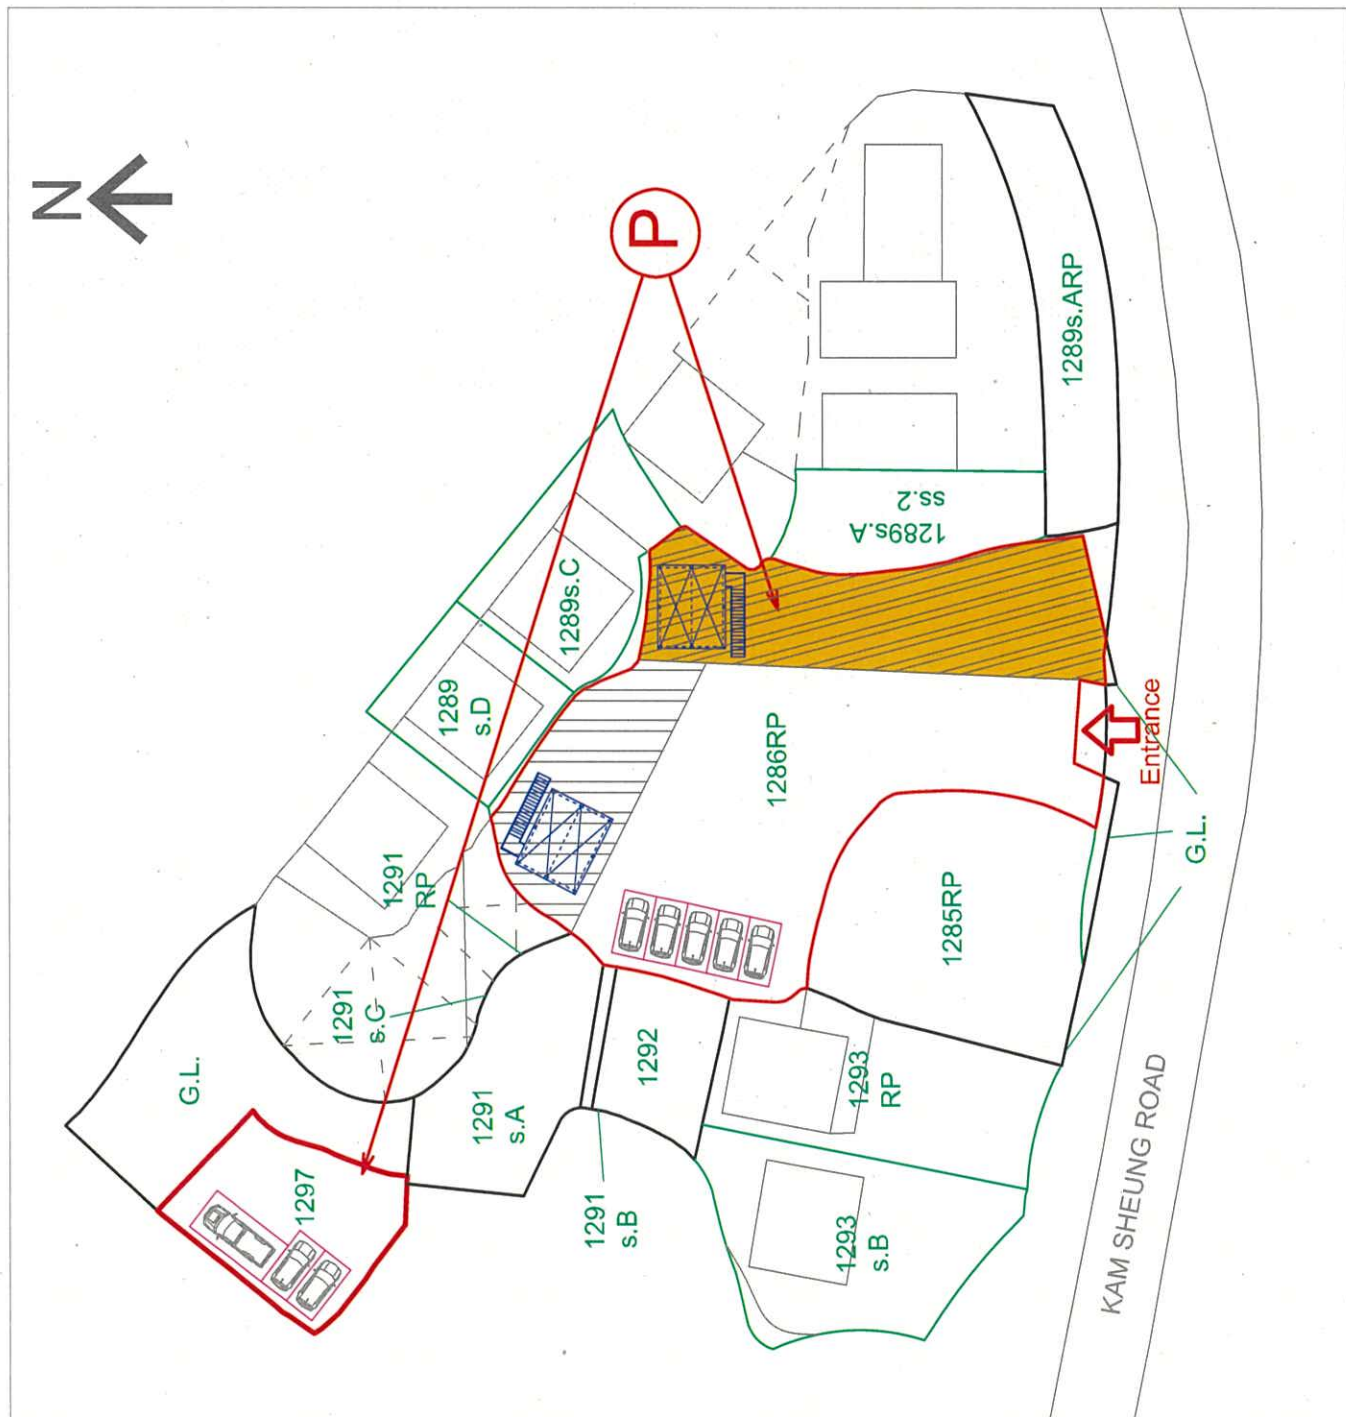 N
P
1289s.ARP
1289s.A
ss.2
1289s.C
1289
s.D
1286RP
Entrance
G.L.
1291
RP
1285RP
1291
s.C
G.L.
1292
1293
RP
1291
s.A
1297
1291
s.B
1293
s.B
KAM SHEUNG ROAD